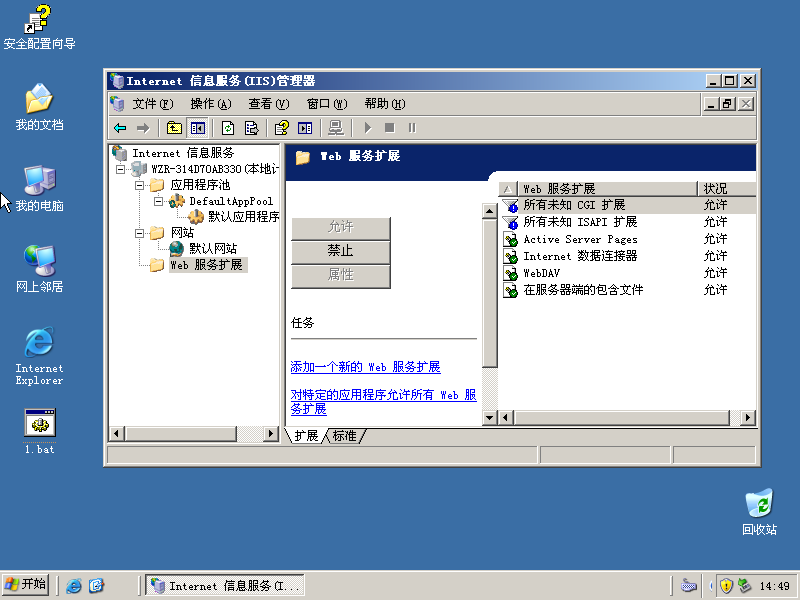 安全配置向导
我的文档
我的电脑
网上邻居
Internet
Explorer
1.bat
回收站
Internet 信息服务(IIS)管理器
文件(F) 操作(A) 查看(V) 窗口(W) 帮助(H)
Internet 信息服务
WZR-314D70AB330(本地计
应用程序池
DefaultAppPool
默认应用程序
网站
默认网站
Web 服务扩展
Web 服务扩展
允许
禁止
属性
任务
添加一个新的 Web 服务扩展
对特定的应用程序允许所有 Web 服
务扩展
Web 服务扩展 状况
所有未知 CGI 扩展 允许
所有未知 ISAPI 扩展 允许
Active Server Pages 允许
Internet 数据连接器 允许
WebDAV 允许
在服务器端的包含文件 允许
扩展 标准
开始
Internet 信息服务(I...
14:49